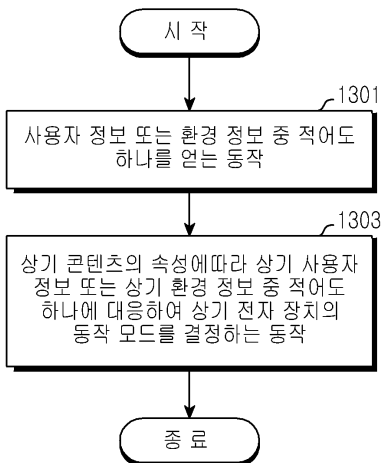 시 작
1301
사용자 정보 또는 환경 정보 중 적어도
하나를 얻는 동작
1303
상기 콘텐츠의 속성에따라 상기 사용자
정보 또는 상기 환경 정보 중 적어도
하나에 대응하여 상기 전자 장치의
동작 모드를 결정하는 동작
종 료